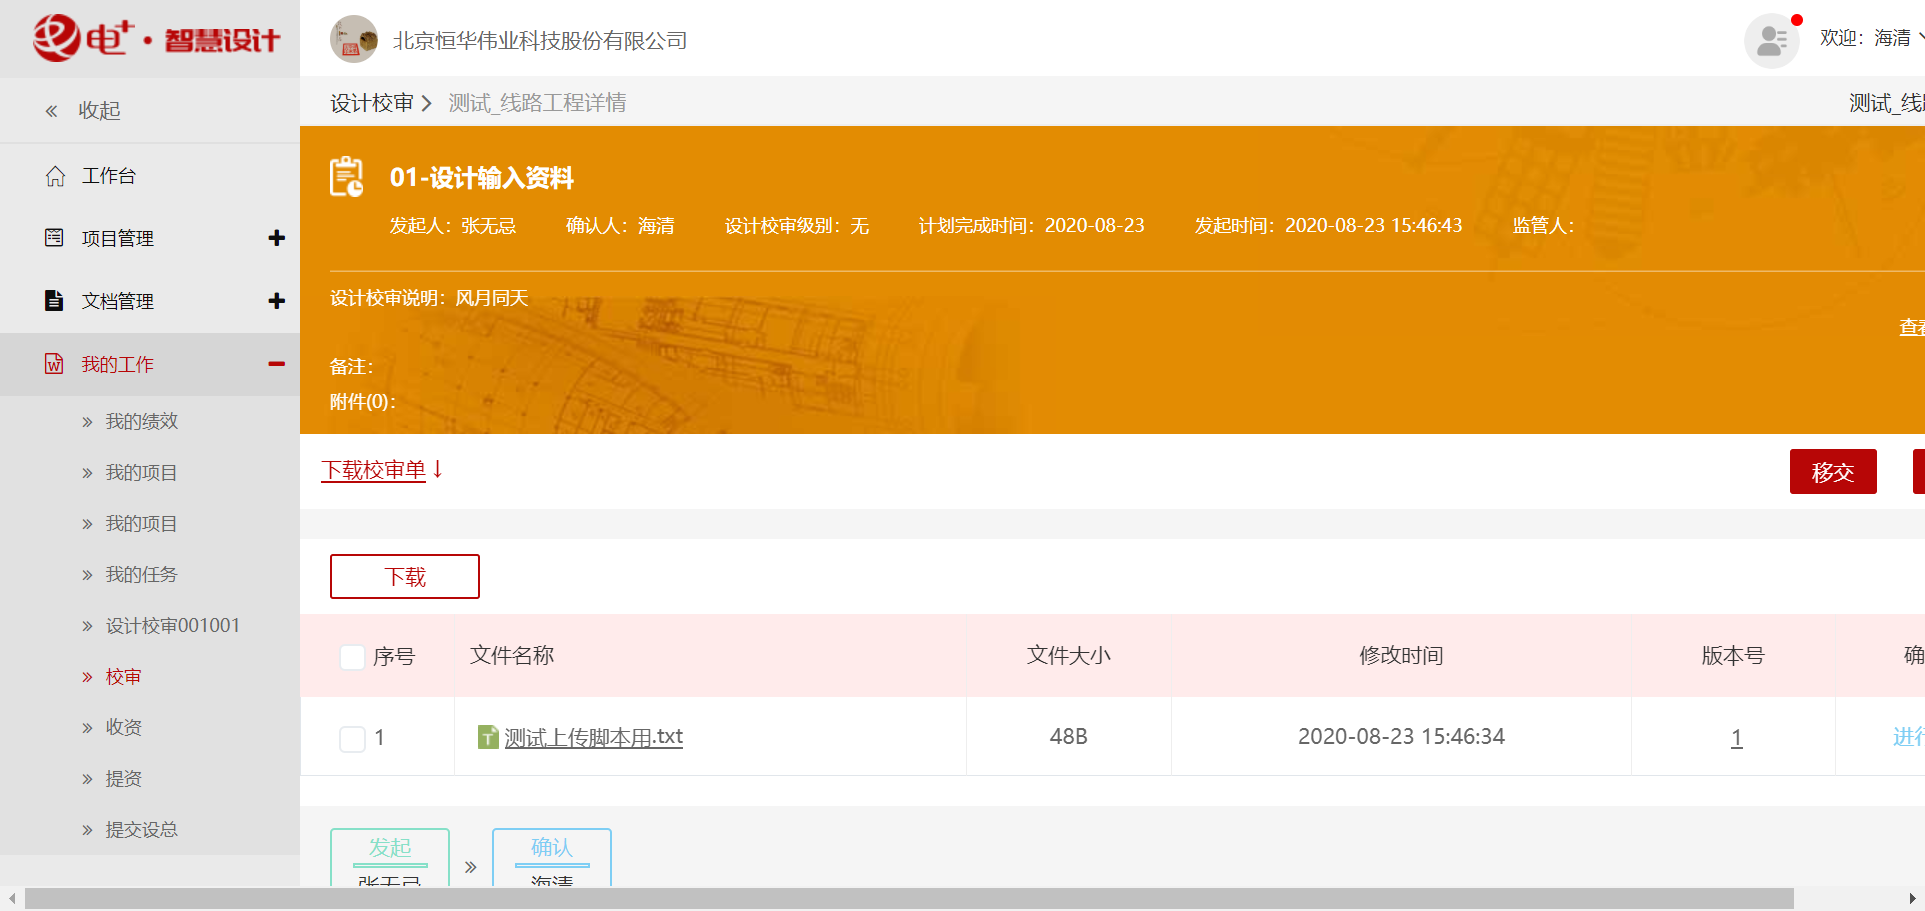 电+·智慧设计
北京恒华伟业科技股份有限公司
欢迎：海清
收起
设计校审
测试_线路工程详情
测试_线
工作台
项目管理
文档管理
我的工作
我的绩效
我的项目
我的项目
我的任务
设计校审001001
校审
收资
提资
提交设总
01-设计输入资料
发起人：张无忌
确认人：海清
设计校审级别：无
计划完成时间：2020-08-23
发起时间：2020-08-23 15:46:43
监管人：
设计校审说明：风月同天
查看
备注：
附件(0)：
下载校审单
移交
下载
序号
文件名称
文件大小
修改时间
版本号
确
1
测试上传脚本用.txt
48B
2020-08-23 15:46:34
1
进行
发起
张无忌
»
确认
海清